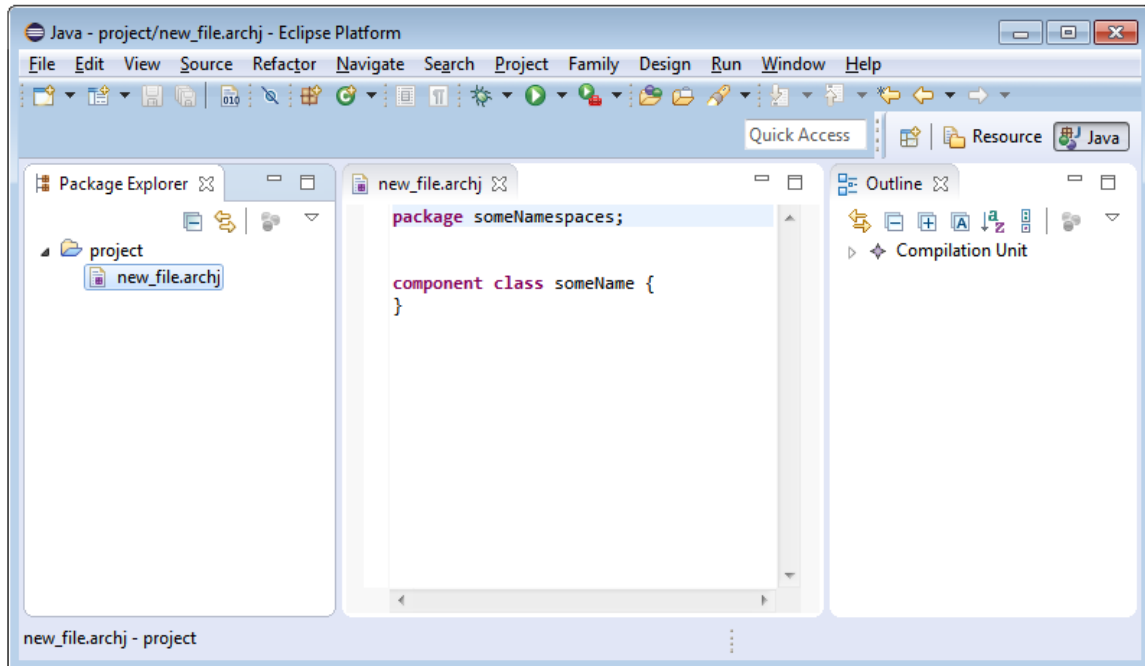 Java - project/new_file.archj - Eclipse Platform
File Edit View Source Refactor Navigate Search Project Family Design Run Window Help
010
Quick Access Resource Java
Package Explorer
project
new_file.archj
new_file.archj
package someNamespaces;
component class someName {
}
Outline
A a z
Compilation Unit
new_file.archj - project